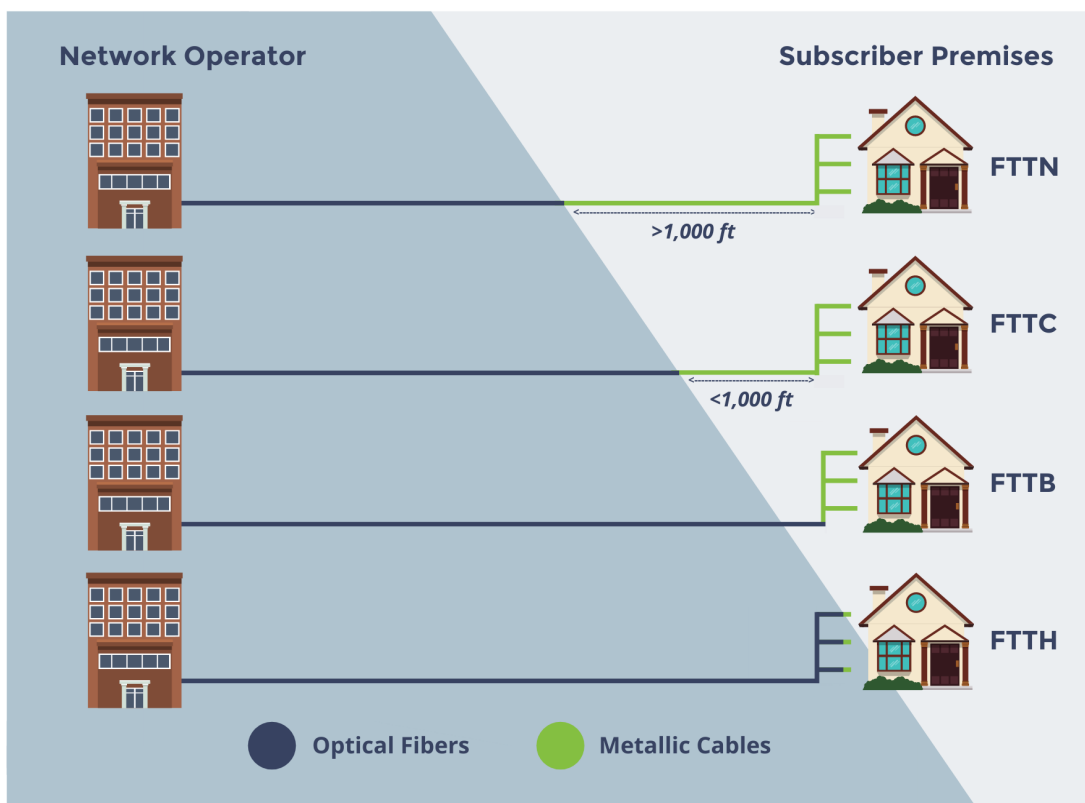 Network Operator
Subscriber Premises
FTTN
>1,000 ft
FTTC
<1,000 ft
FTTB
FTTH
Optical Fibers
Metallic Cables